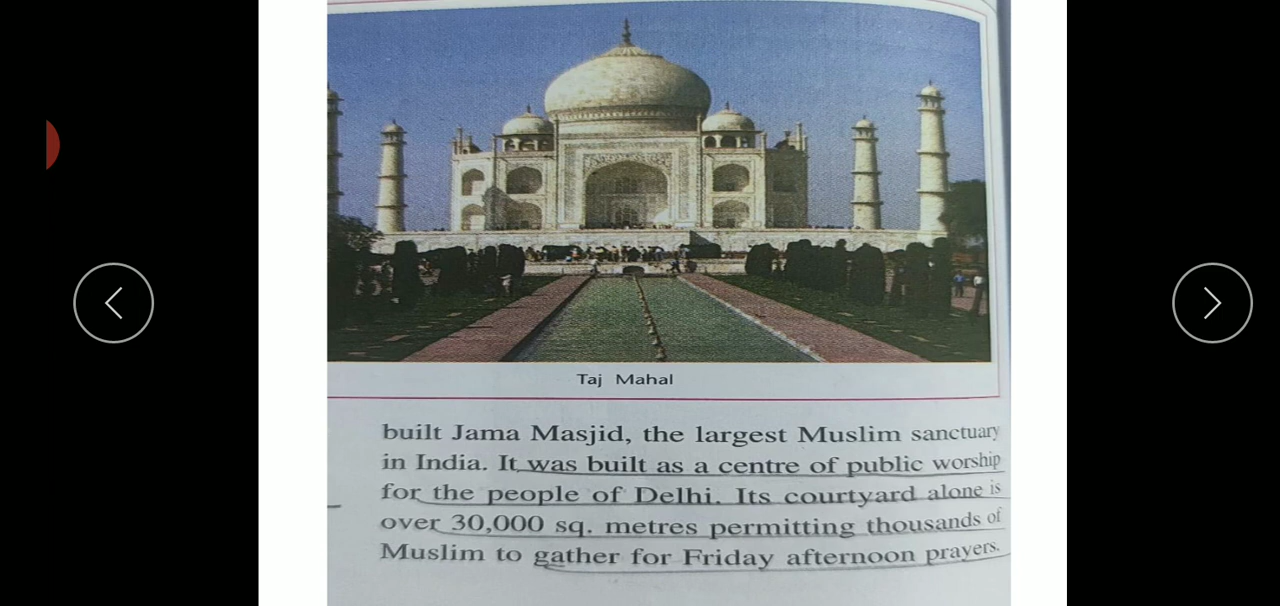 Taj Mahal
built Jama Masjid, the largest Muslim sanctuary
in India. It was built as a centre of public worship
for the people of Delhi. Its courtyard alone is
over 30,000 sq. metres permitting thousands of
Muslim to gather for Friday afternoon prayers.